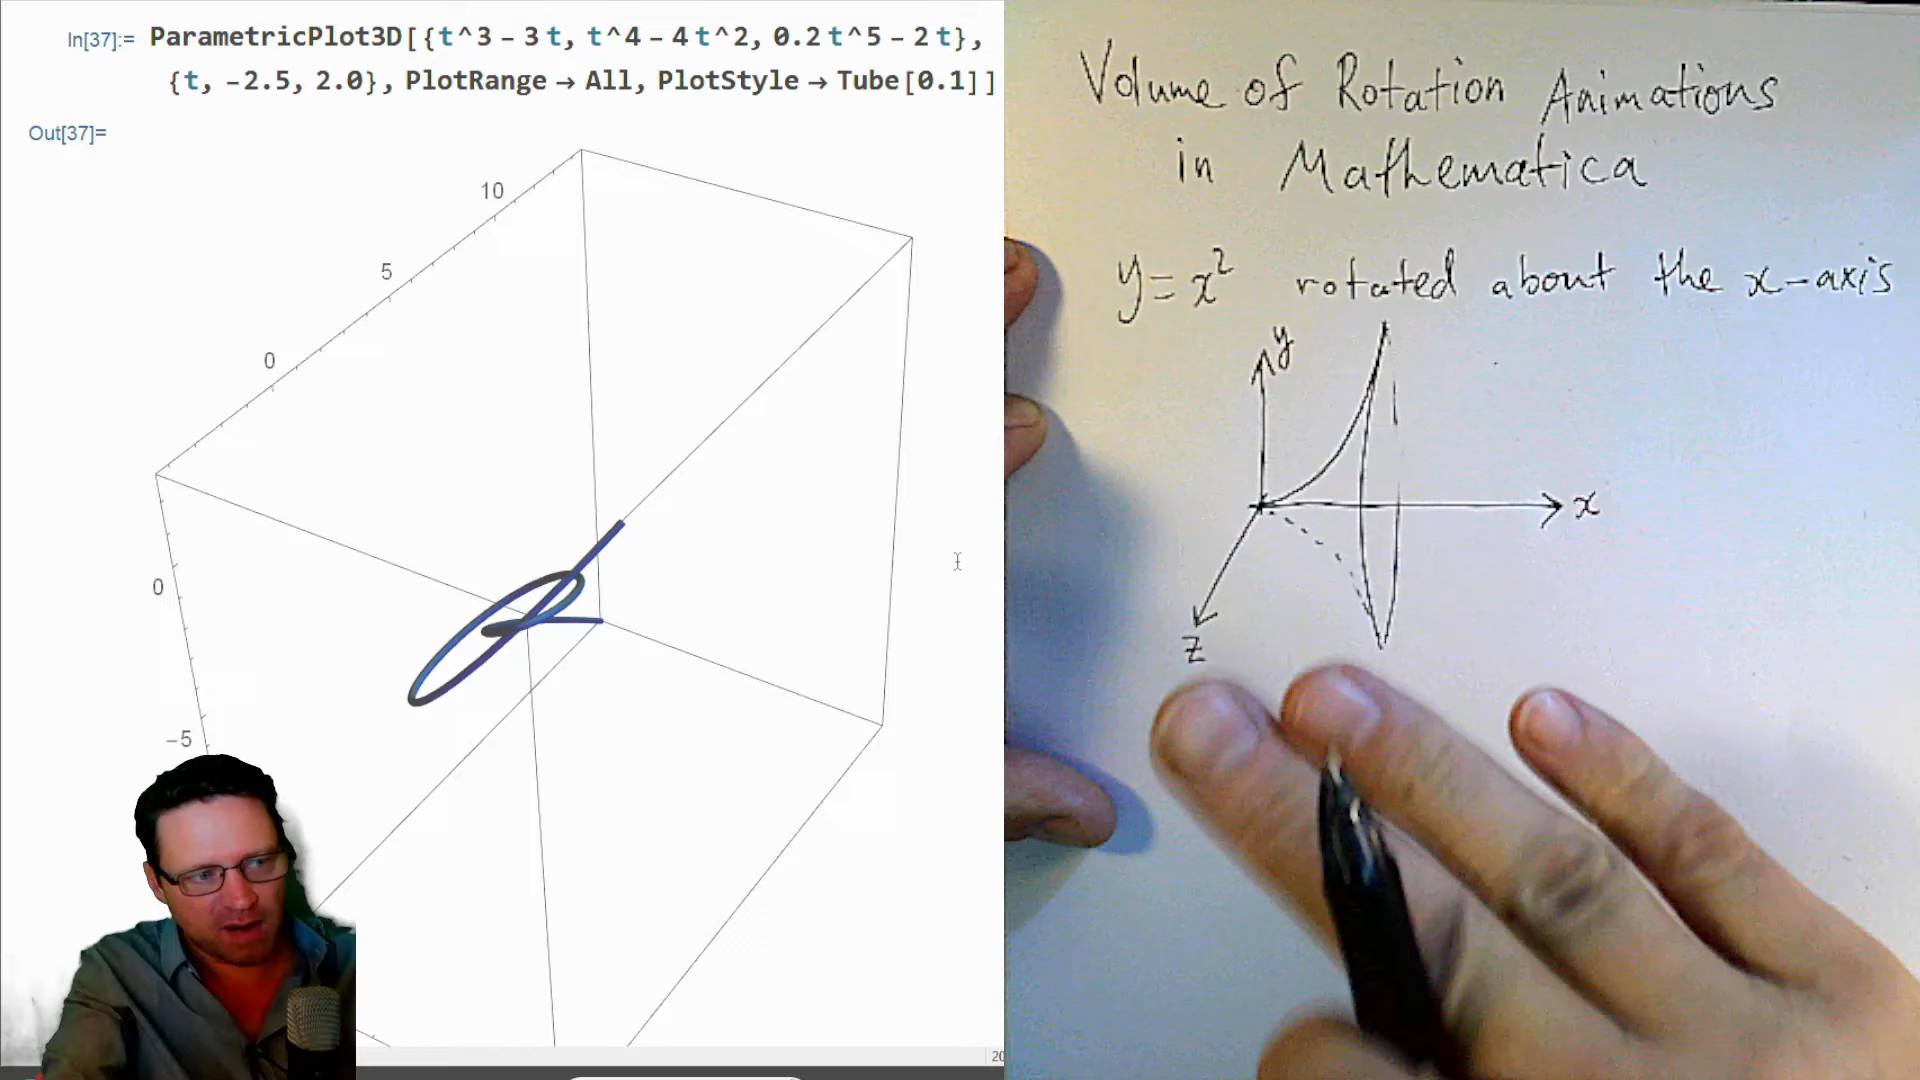 In[37]:= ParametricPlot3D[{t^3 – 3 t, t^4 – 4 t^2, 0.2 t^5 – 2 t},
{t, –2.5, 2.0}, PlotRange → All, PlotStyle → Tube[0.1]]
Out[37]=
10
5
0
0
–5
20
Volume of Rotation Animations
in Mathematica
y = x² rotated about the x-axis
y
x
z